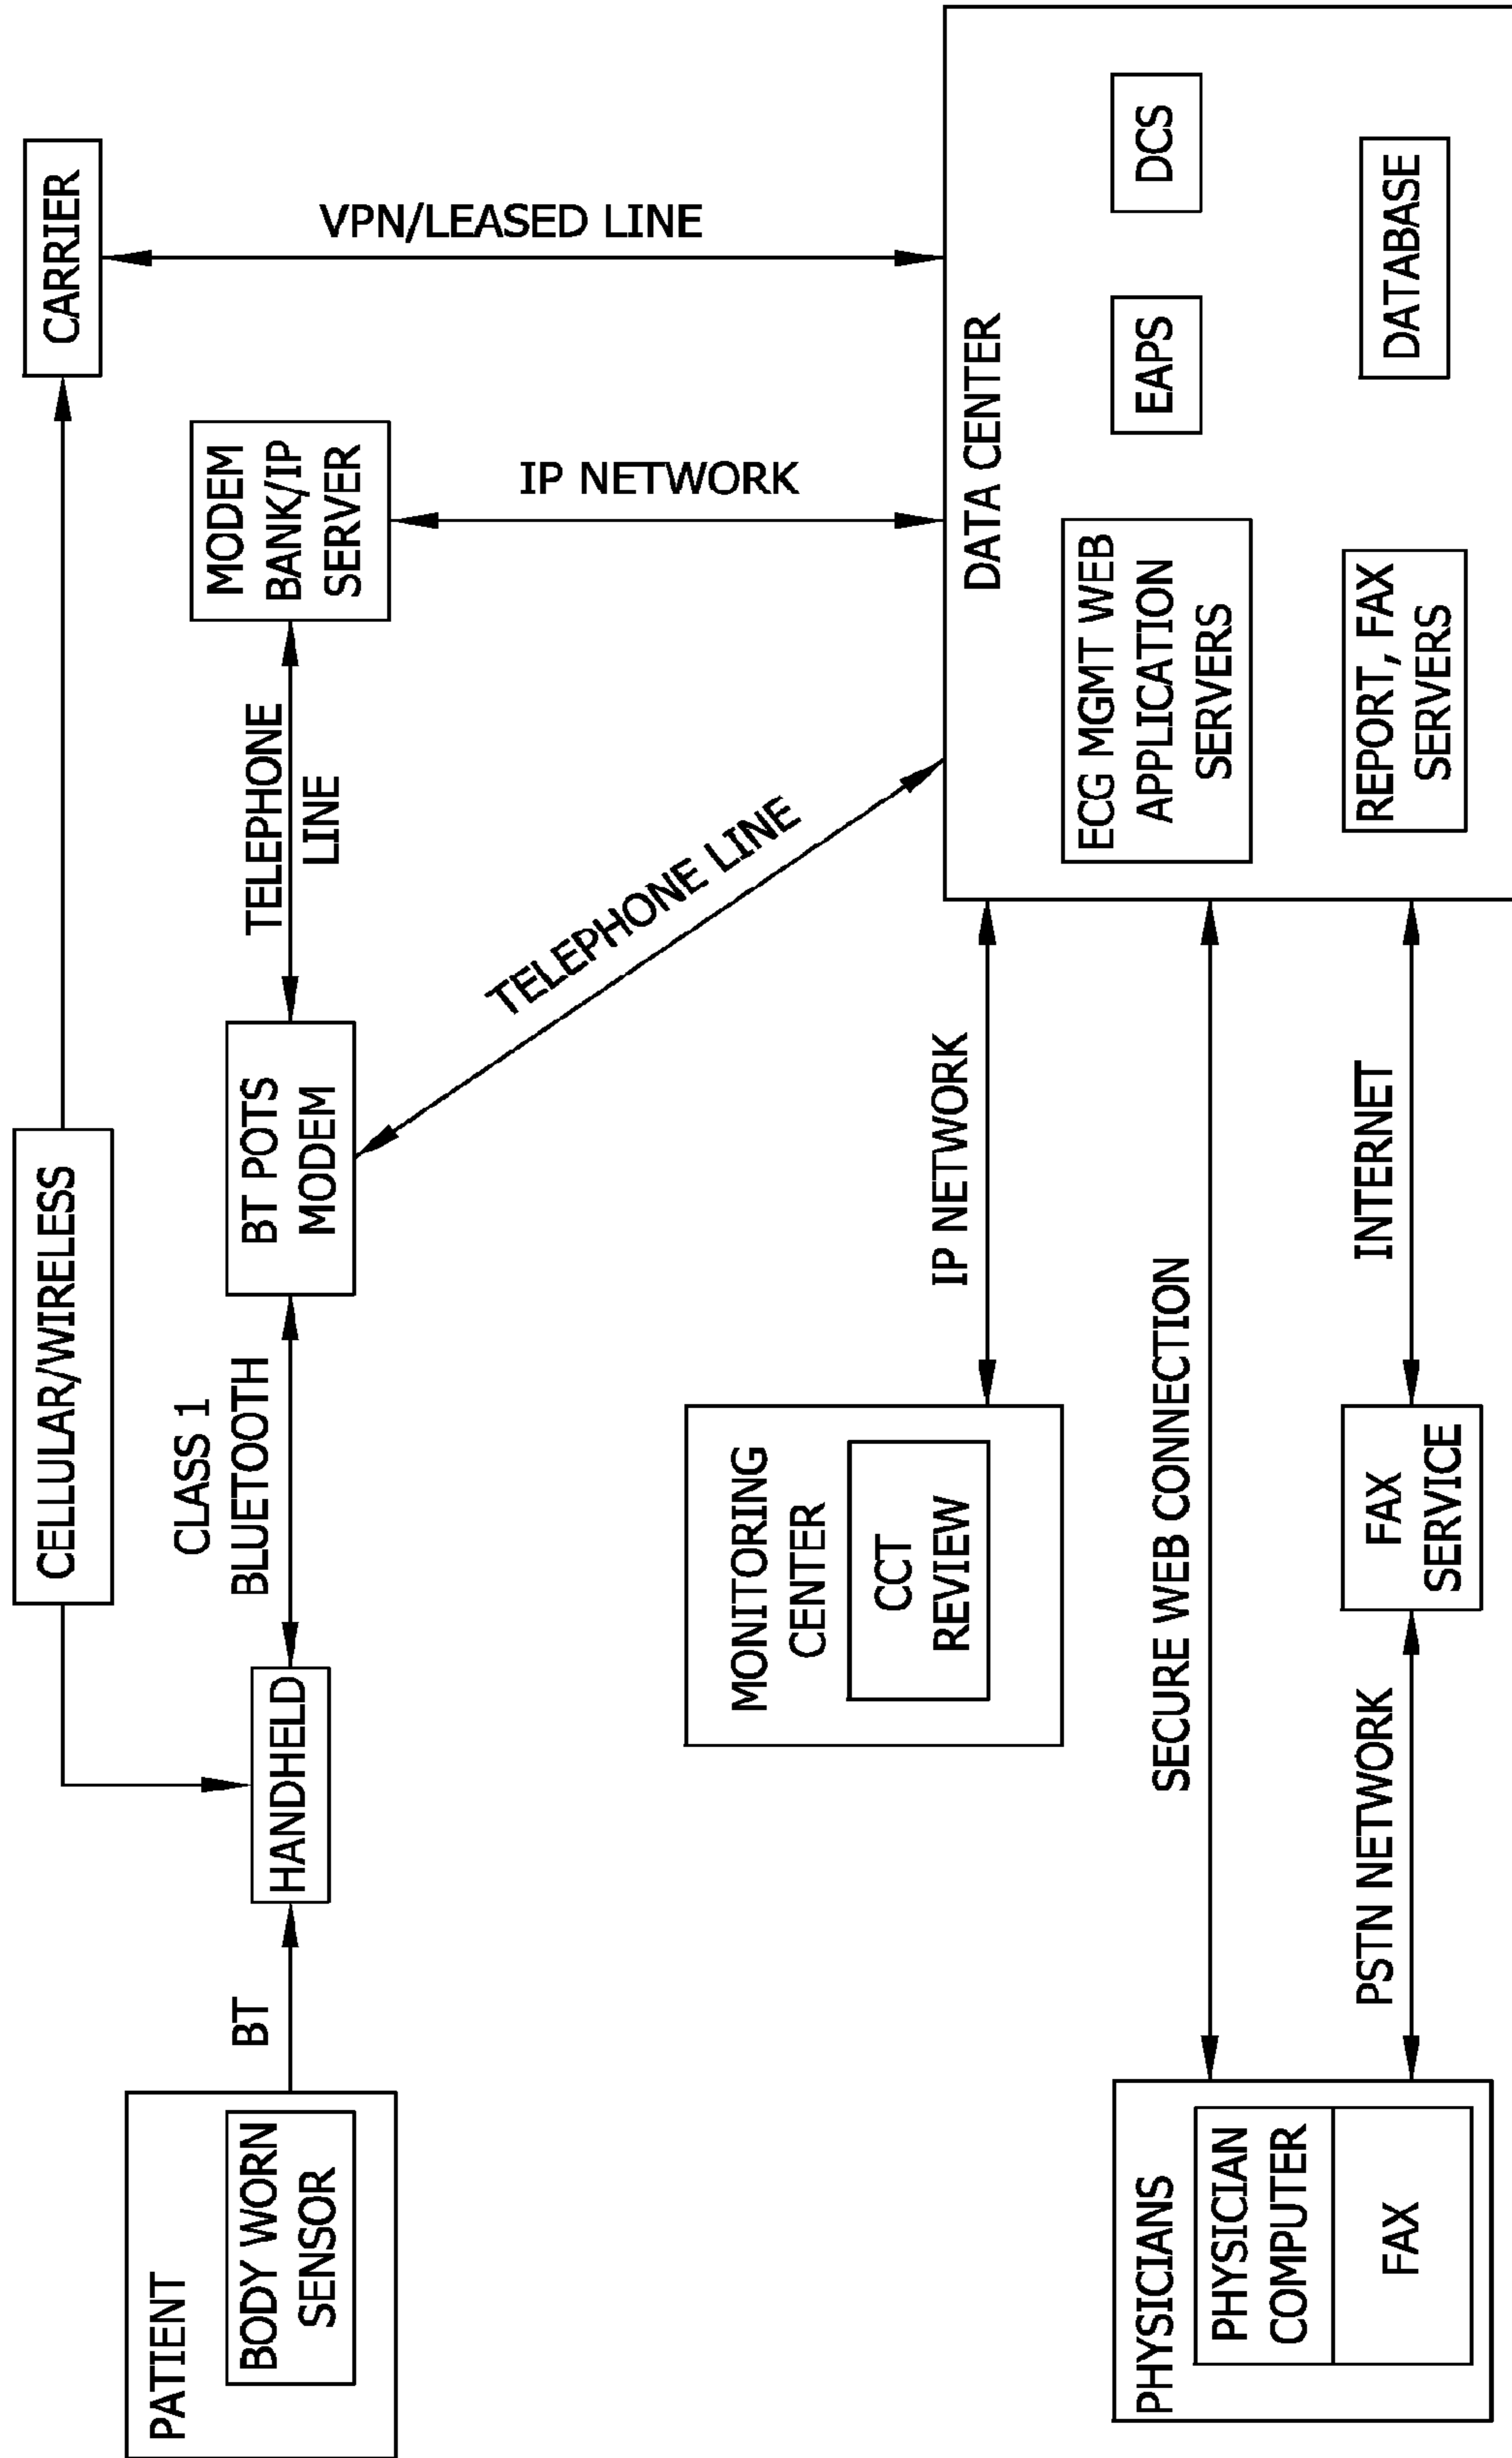 CELLULAR/WIRELESS
CARRIER
PATIENT
BODY WORN
SENSOR
BT
HANDHELD
CLASS 1
BLUETOOTH
BT POTS
MODEM
TELEPHONE
LINE
MODEM
BANK/IP
SERVER
VPN/LEASED LINE
IP NETWORK
TELEPHONE LINE
MONITORING
CENTER
CCT
REVIEW
IP NETWORK
DATA CENTER
ECG MGMT WEB
APPLICATION
SERVERS
EAPS
DCS
REPORT, FAX
SERVERS
DATABASE
PHYSICIANS
PHYSICIAN
COMPUTER
FAX
SECURE WEB CONNECTION
PSTN NETWORK
FAX
SERVICE
INTERNET